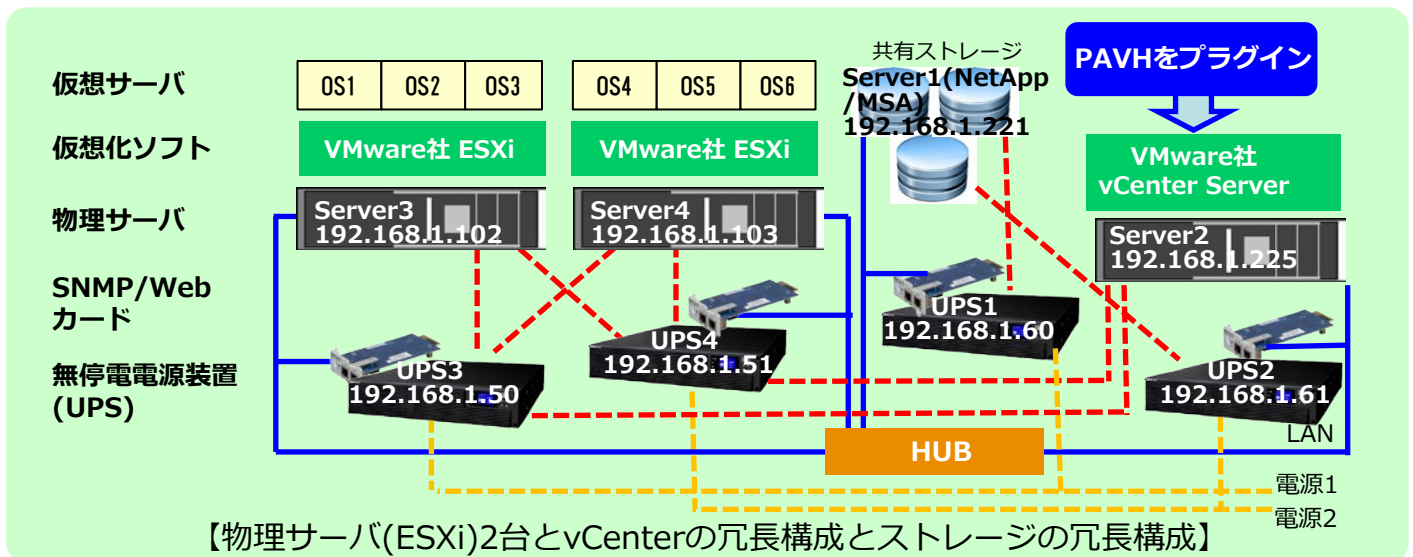 共有ストレージ
PAVHをプラグイン
仮想サーバ
OS1 OS2 OS3
OS4 OS5 OS6
Server1(NetApp
/MSA)
192.168.1.221
仮想化ソフト
VMware社 ESXi
VMware社 ESXi
VMware社
vCenter Server
物理サーバ
Server3
192.168.1.102
Server4
192.168.1.103
Server2
192.168.1.225
SNMP/Web
カード
UPS1
192.168.1.60
UPS4
192.168.1.51
無停電電源装置
(UPS)
UPS3
192.168.1.50
UPS2
192.168.1.61
LAN
HUB
電源1
電源2
【物理サーバ(ESXi)2台とvCenterの冗長構成とストレージの冗長構成】